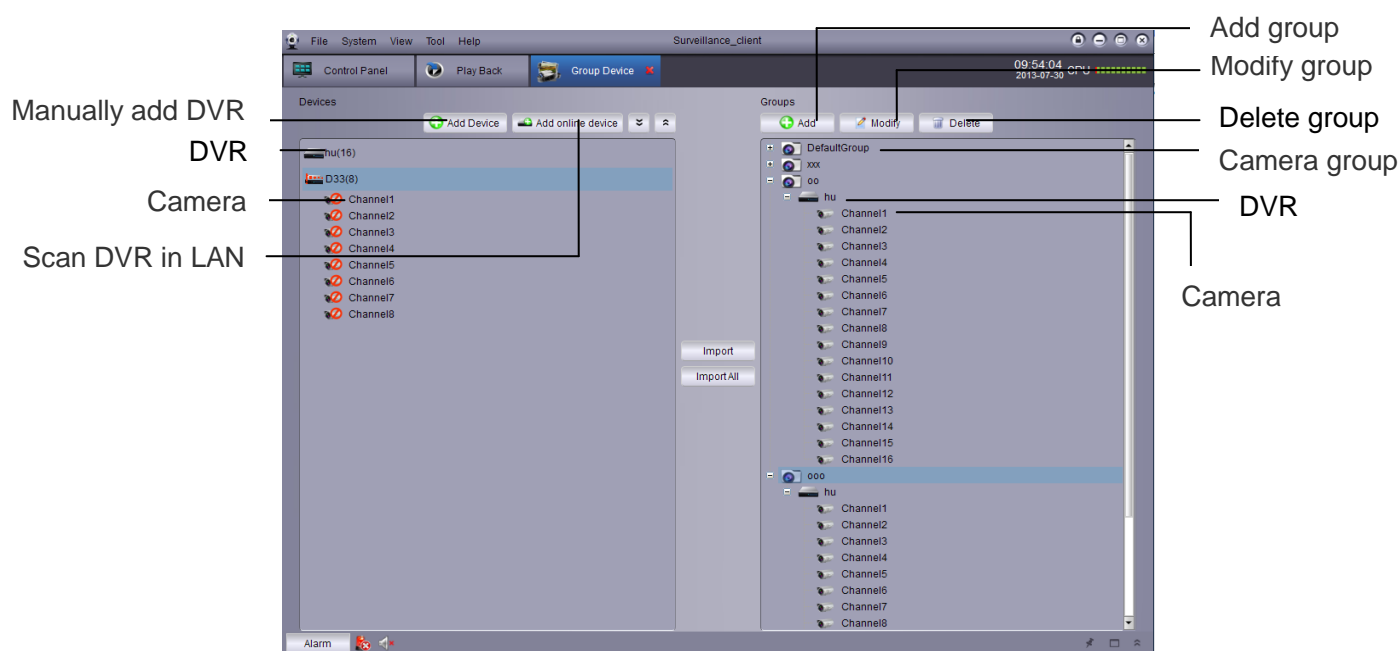 Add group
File System View Tool Help Surveillance_client
Modify group
Control Panel Play Back Group Device 09:54:04 CPU
2013-07-30
Manually add DVR
Devices Groups
Delete group
Add Device Add online device Add Modify Delete
DVR
hu(16)
DefaultGroup
Camera group
xxx
D33(8)
oo
Camera
Channel1
hu
DVR
Channel2
Channel1
Channel3
Channel2
Channel4
Channel3
Scan DVR in LAN
Channel5
Channel4
Channel6
Channel5
Channel7
Channel6
Camera
Channel8
Channel7
Channel8
Import
Channel9
Channel10
Import All
Channel11
Channel12
Channel13
Channel14
Channel15
Channel16
ooo
hu
Channel1
Channel2
Channel3
Channel4
Channel5
Channel6
Channel7
Channel8
Alarm